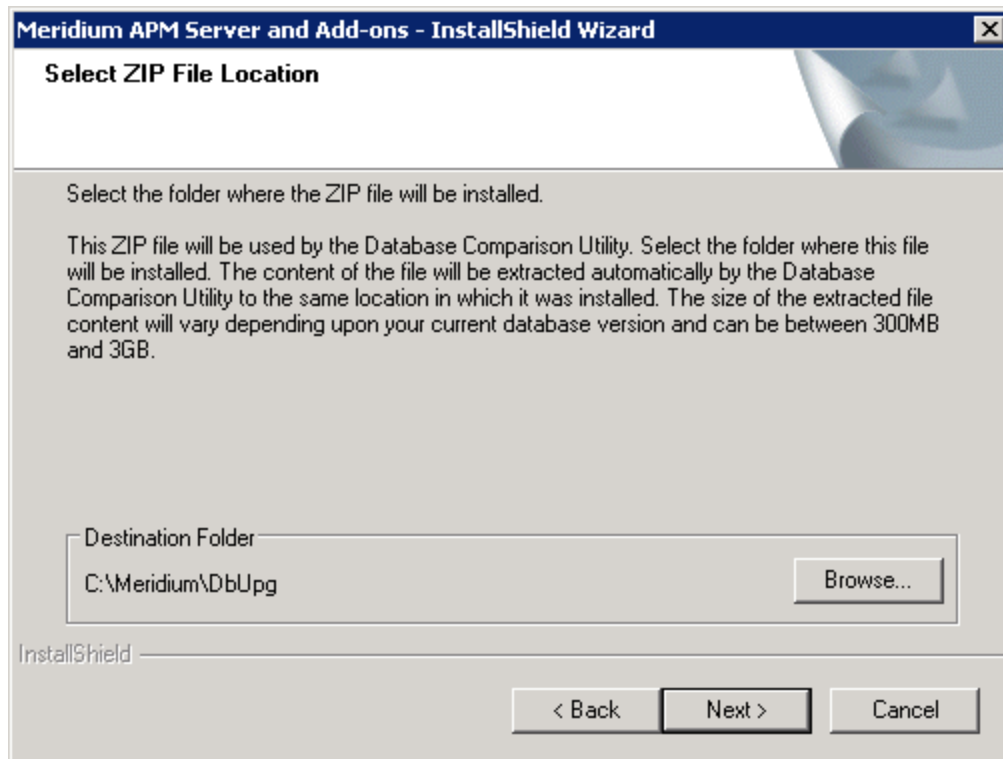 Meridium APM Server and Add-ons - InstallShield Wizard
Select ZIP File Location
Select the folder where the ZIP file will be installed.
This ZIP file will be used by the Database Comparison Utility. Select the folder where this file
will be installed. The content of the file will be extracted automatically by the Database
Comparison Utility to the same location in which it was installed. The size of the extracted file
content will vary depending upon your current database version and can be between 300MB
and 3GB.
Destination Folder
C:\Meridium\DbUpg
Browse...
InstallShield
< Back
Next >
Cancel